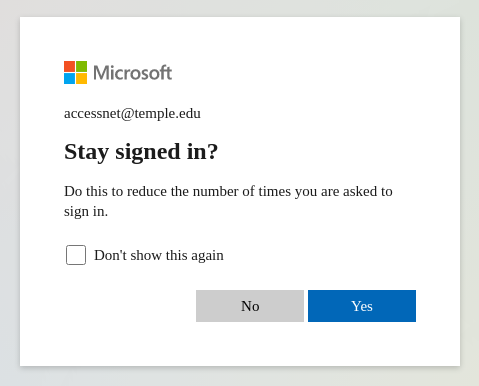 Microsoft
accessnet@temple.edu
Stay signed in?
Do this to reduce the number of times you are asked to
sign in.
Don't show this again
No
Yes